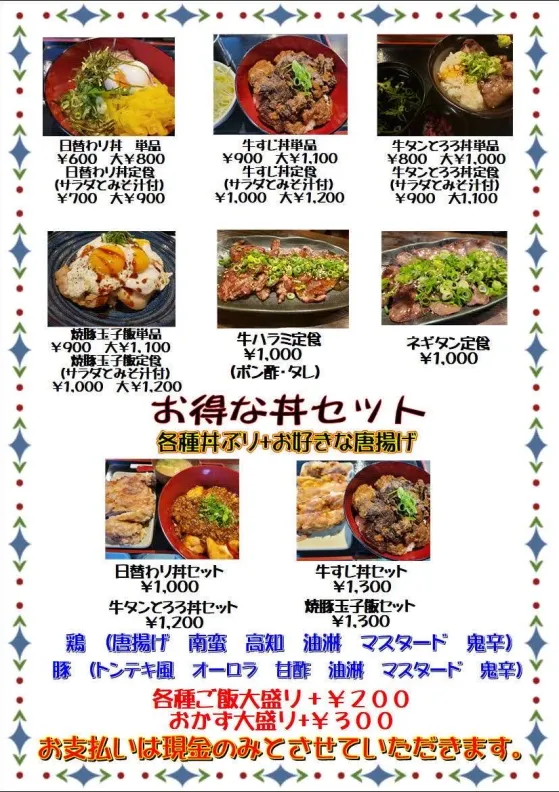 日替わり丼 単品
￥600 大￥800
日替わり丼定食
(サラダとみそ汁付)
￥700 大￥900
牛すじ丼単品
￥900 大￥1,100
牛すじ丼定食
(サラダとみそ汁付)
￥1,000 大￥1,200
牛タンとろろ丼単品
￥800 大￥1,000
牛タンとろろ丼定食
(サラダとみそ汁付)
￥900 大1,100
焼豚玉子飯単品
￥900 大￥1,100
焼豚玉子飯定食
(サラダとみそ汁付)
￥1,000 大￥1,200
牛ハラミ定食
￥1,000
(ポン酢・タレ)
ネギタン定食
￥1,000
お得な丼セット
各種丼ぶり+お好きな唐揚げ
日替わり丼セット
￥1,000
牛タンとろろ丼セット
￥1,200
牛すじ丼セット
￥1,300
焼豚玉子飯セット
￥1,300
鶏 (唐揚げ 南蛮 高知 油淋 マスタード 鬼辛)
豚 (トンテキ風 オーロラ 甘酢 油淋 マスタード 鬼辛)
各種ご飯大盛り＋￥２００
おかず大盛り+￥３００
お支払いは現金のみとさせていただきます。